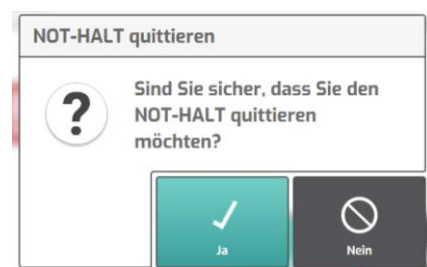 NOT-HALT quittieren
Sind Sie sicher, dass Sie den
NOT-HALT quittieren
möchten?
Ja
Nein